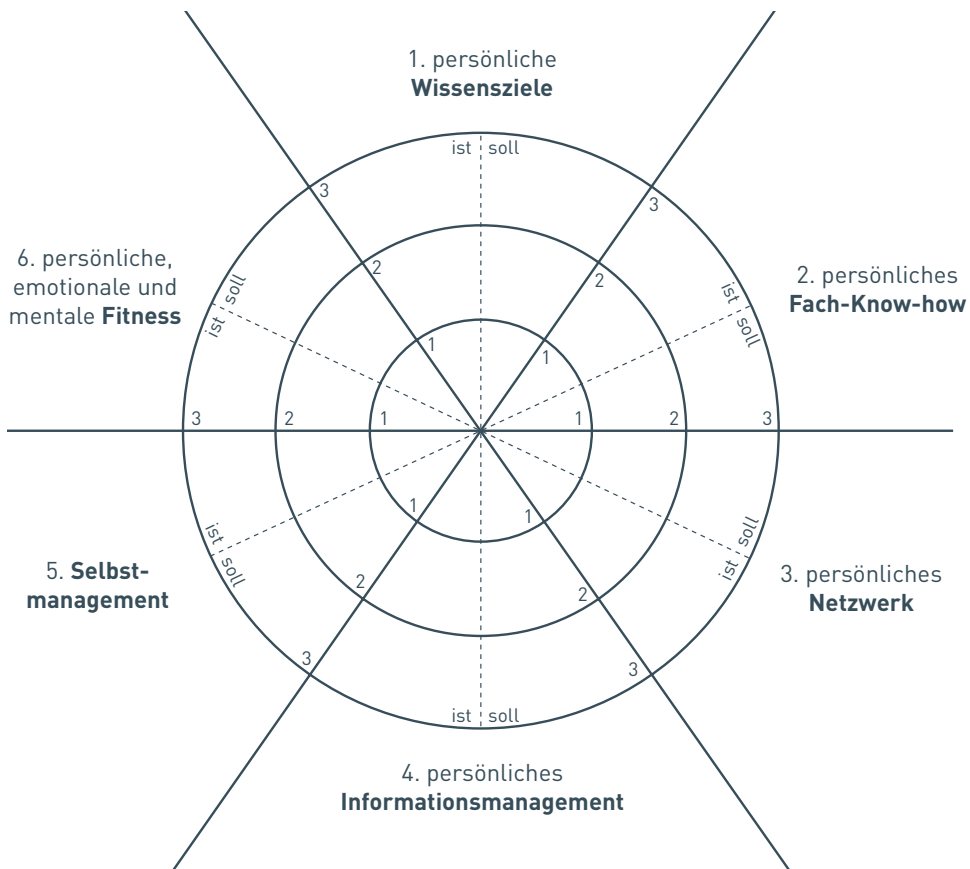 1. persönliche
Wissensziele
ist soll
3
3
2
2
1
1
6. persönliche,
emotionale und
mentale Fitness
soll
ist
2. persönliches
Fach-Know-how
ist
soll
3 2 1 1 2 3
1
1
2
2
3
3
ist
soll
soll
ist
5. Selbst-
management
3. persönliches
Netzwerk
ist soll
4. persönliches
Informationsmanagement